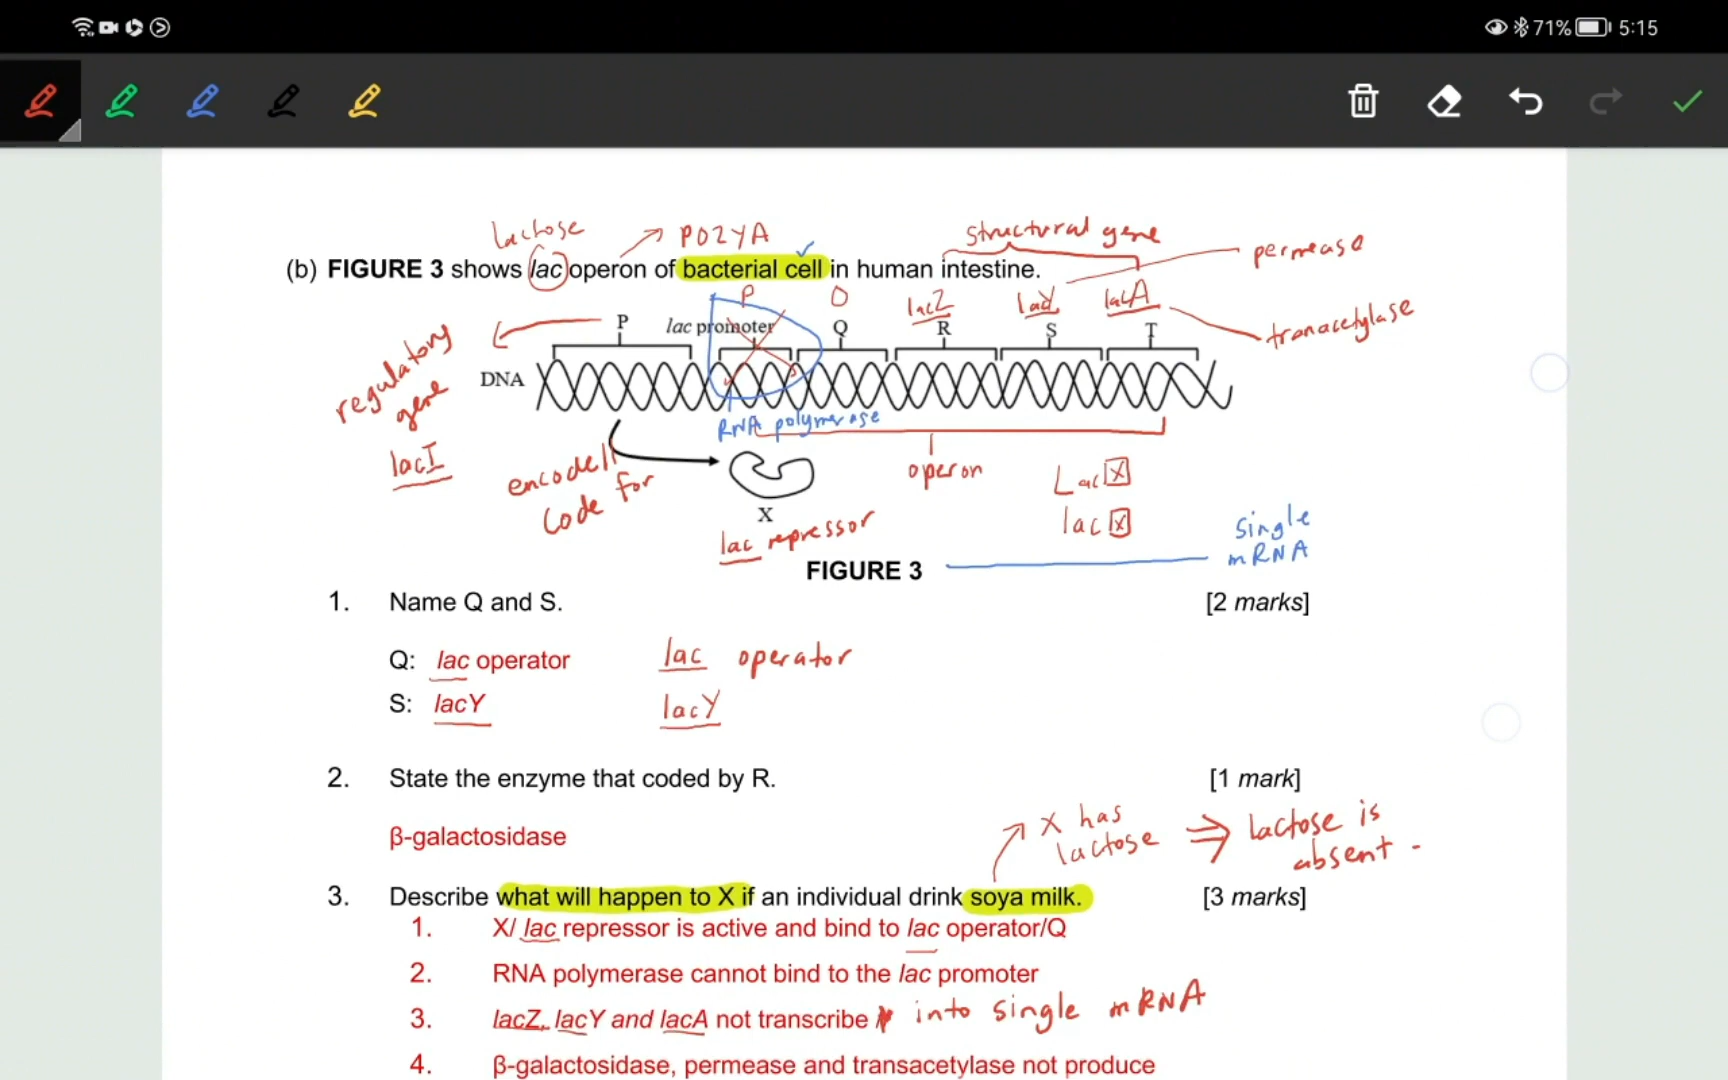 71% 5:15
lactose
POZYA
structural gene
permease
(b) FIGURE 3 shows lac operon of bacterial cell in human intestine.
P O lacZ lacY lacA
P lac promoter Q R S T
tranacetylase
regulatory
gene
lacI
DNA
RNA polymerase
encode//
code for
operon
Lac X
lac X
X
lac repressor
single
mRNA
FIGURE 3
1. Name Q and S. [2 marks]
Q: lac operator lac operator
S: lacY lacY
2. State the enzyme that coded by R. [1 mark]
β-galactosidase
X has
lactose
⇒ lactose is
absent -
3. Describe what will happen to X if an individual drink soya milk. [3 marks]
1. X/ lac repressor is active and bind to lac operator/Q
2. RNA polymerase cannot bind to the lac promoter
3. lacZ, lacY and lacA not transcribe into single mRNA
4. β-galactosidase, permease and transacetylase not produce